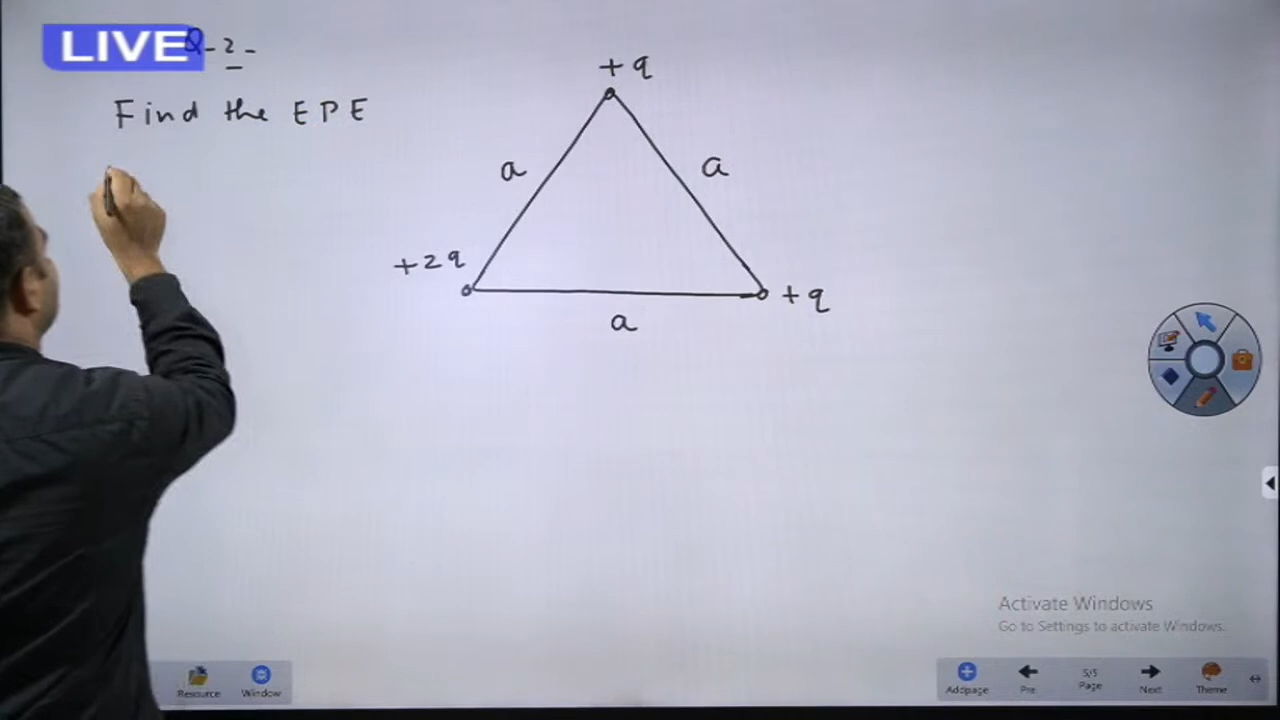 LIVE
Q-2-
Find the EPE
+q
a
a
+2q
+q
a
Activate Windows
Go to Settings to activate Windows.
Resource
Window
Addpage
Pre
5/5
Page
Next
Theme